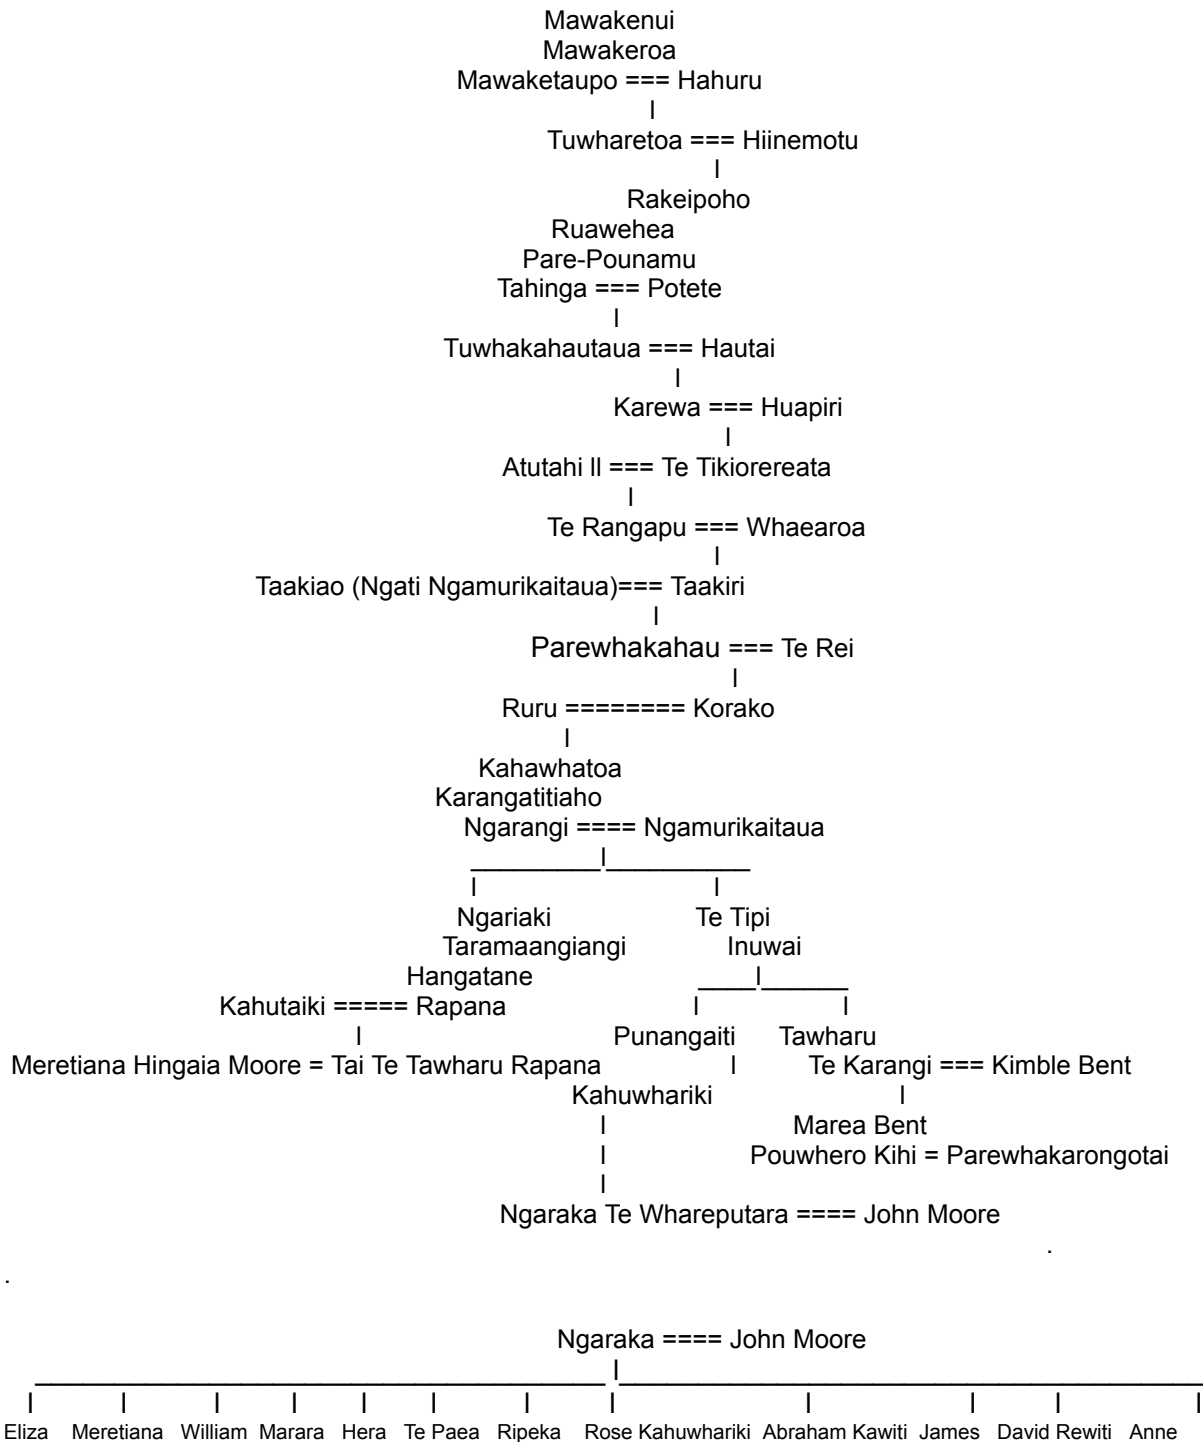 Mawakenui
Mawakeroa
Mawaketaupo === Hahuru
l
Tuwharetoa === Hiinemotu
l
Rakeipoho
Ruawehea
Pare-Pounamu
Tahinga === Potete
l
Tuwhakahautaua === Hautai
l
Karewa === Huapiri
l
Atutahi ll === Te Tikiorereata
l
Te Rangapu === Whaearoa
l
Taakiao (Ngati Ngamurikaitaua)=== Taakiri
l
Parewhakahau === Te Rei
l
Ruru ======== Korako
l
Kahawhatoa
Karangatitiaho
Ngarangi ==== Ngamurikaitaua
_________l__________
l l
Ngariaki Te Tipi
Taramaangiangi Inuwai
Hangatane ____l______
Kahutaiki ===== Rapana l l
l Punangaiti Tawharu
Meretiana Hingaia Moore = Tai Te Tawharu Rapana l Te Karangi === Kimble Bent
Kahuwhariki l
l Marea Bent
l Pouwhero Kihi = Parewhakarongotai
l
Ngaraka Te Whareputara ==== John Moore
.
.
Ngaraka ==== John Moore
________________________________________l_________________________________________
l l l l l l l l l l l l
Eliza Meretiana William Marara Hera Te Paea Ripeka Rose Kahuwhariki Abraham Kawiti James David Rewiti Anne